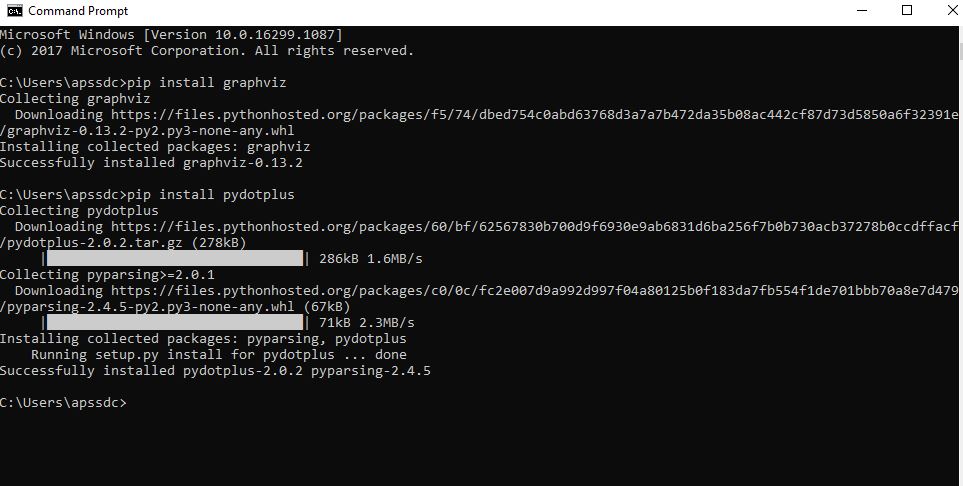 Command Prompt
Microsoft Windows [Version 10.0.16299.1087]
(c) 2017 Microsoft Corporation. All rights reserved.
C:\Users\apssdc>pip install graphviz
Collecting graphviz
  Downloading https://files.pythonhosted.org/packages/f5/74/dbed754c0abd63768d3a7a7b472da35b08ac442cf87d73d5850a6f32391e
/graphviz-0.13.2-py2.py3-none-any.whl
Installing collected packages: graphviz
Successfully installed graphviz-0.13.2
C:\Users\apssdc>pip install pydotplus
Collecting pydotplus
  Downloading https://files.pythonhosted.org/packages/60/bf/62567830b700d9f6930e9ab6831d6ba256f7b0b730acb37278b0ccdffacf
/pydotplus-2.0.2.tar.gz (278kB)
| | 286kB 1.6MB/s
Collecting pyparsing>=2.0.1
  Downloading https://files.pythonhosted.org/packages/c0/0c/fc2e007d9a992d997f04a80125b0f183da7fb554f1de701bbb70a8e7d479
/pyparsing-2.4.5-py2.py3-none-any.whl (67kB)
| | 71kB 2.3MB/s
Installing collected packages: pyparsing, pydotplus
    Running setup.py install for pydotplus ... done
Successfully installed pydotplus-2.0.2 pyparsing-2.4.5
C:\Users\apssdc>